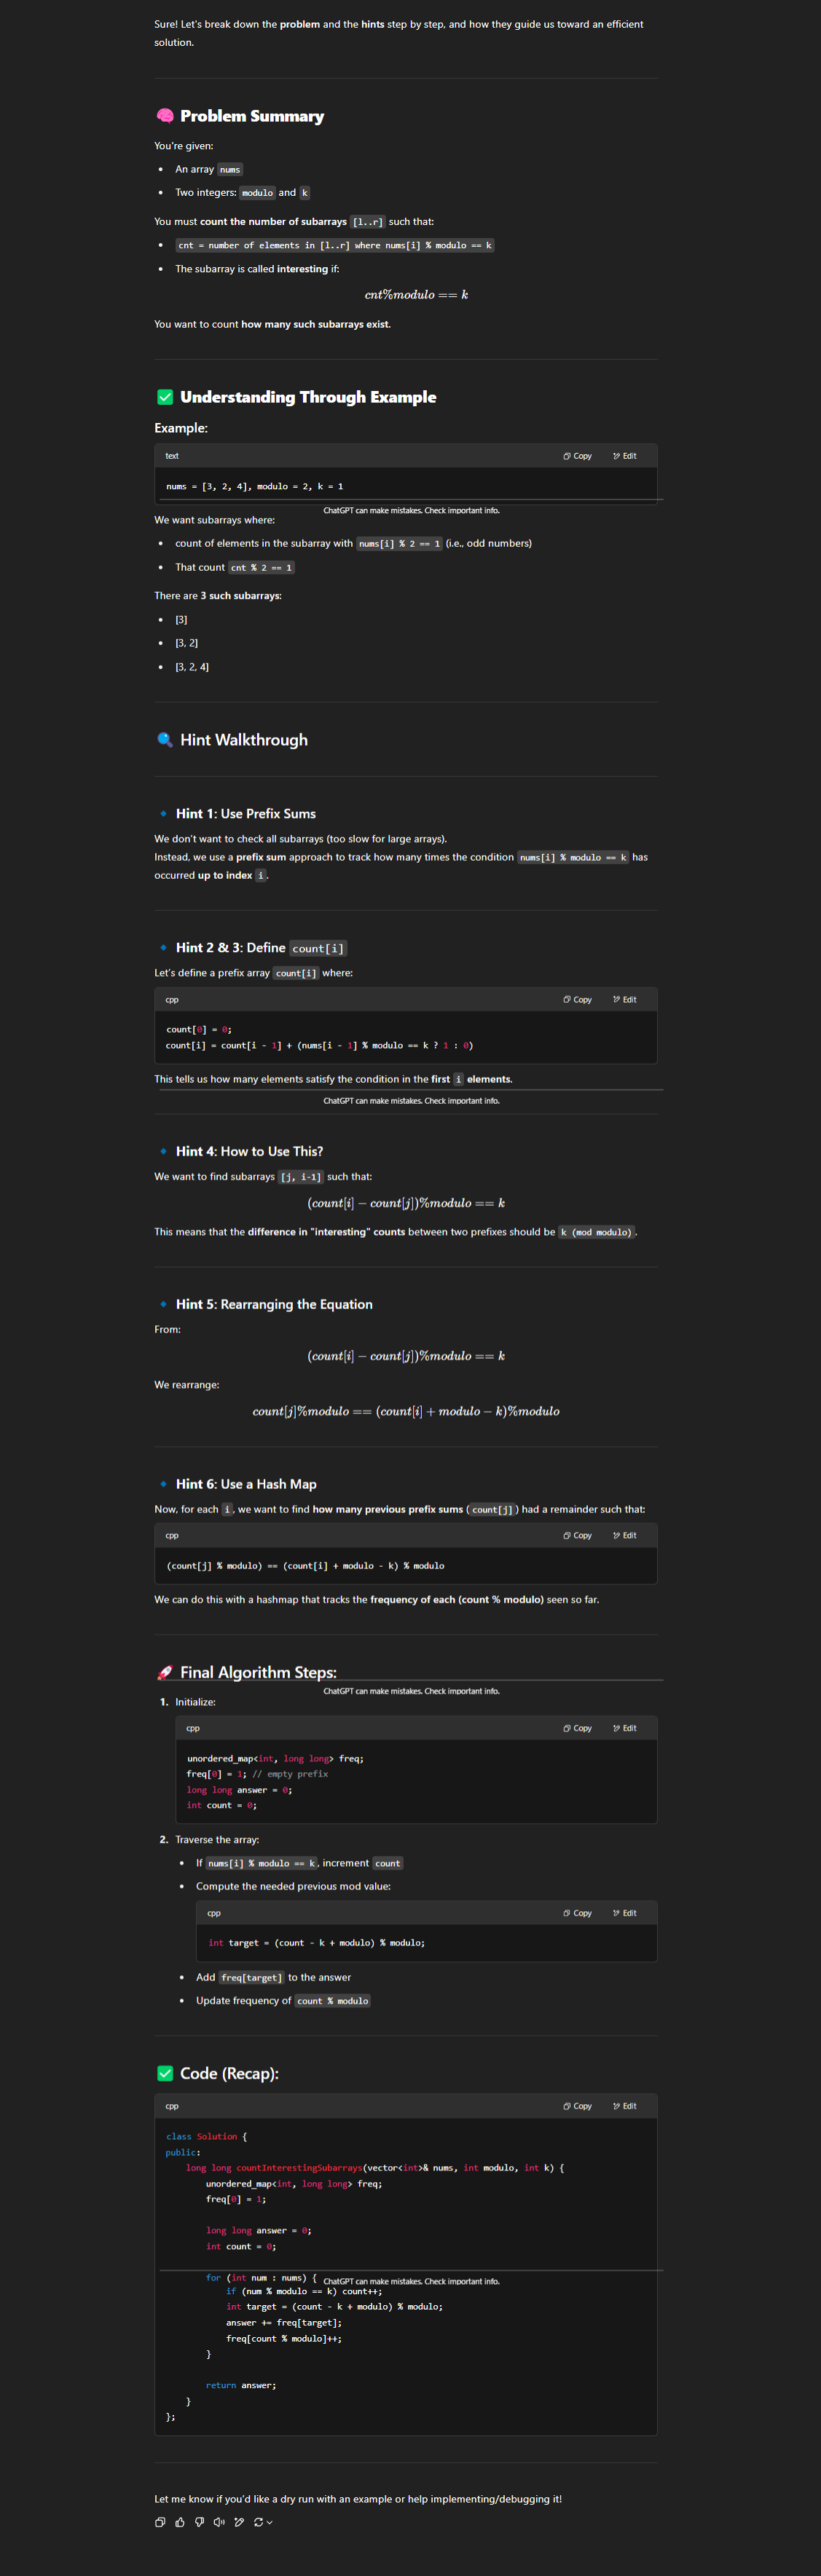 Sure! Let's break down the problem and the hints step by step, and how they guide us toward an efficient
solution.
🧠 Problem Summary
You're given:
• An array nums
• Two integers: modulo and k
You must count the number of subarrays [l..r] such that:
• cnt = number of elements in [l..r] where nums[i] % modulo == k
• The subarray is called interesting if:
cnt%modulo == k
You want to count how many such subarrays exist.
✅ Understanding Through Example
Example:
text Copy Edit
nums = [3, 2, 4], modulo = 2, k = 1
ChatGPT can make mistakes. Check important info.
We want subarrays where:
• count of elements in the subarray with nums[i] % 2 == 1 (i.e., odd numbers)
• That count cnt % 2 == 1
There are 3 such subarrays:
• [3]
• [3, 2]
• [3, 2, 4]
🔍 Hint Walkthrough
🔹 Hint 1: Use Prefix Sums
We don't want to check all subarrays (too slow for large arrays).
Instead, we use a prefix sum approach to track how many times the condition nums[i] % modulo == k has
occurred up to index i.
🔹 Hint 2 & 3: Define count[i]
Let's define a prefix array count[i] where:
cpp Copy Edit
count[0] = 0;
count[i] = count[i - 1] + (nums[i - 1] % modulo == k ? 1 : 0)
This tells us how many elements satisfy the condition in the first i elements.
ChatGPT can make mistakes. Check important info.
🔹 Hint 4: How to Use This?
We want to find subarrays [j, i-1] such that:
(count[i] − count[j])%modulo == k
This means that the difference in "interesting" counts between two prefixes should be k (mod modulo).
🔹 Hint 5: Rearranging the Equation
From:
(count[i] − count[j])%modulo == k
We rearrange:
count[j]%modulo == (count[i] + modulo − k)%modulo
🔹 Hint 6: Use a Hash Map
Now, for each i, we want to find how many previous prefix sums (count[j]) had a remainder such that:
cpp Copy Edit
(count[j] % modulo) == (count[i] + modulo - k) % modulo
We can do this with a hashmap that tracks the frequency of each (count % modulo) seen so far.
🚀 Final Algorithm Steps:
ChatGPT can make mistakes. Check important info.
1. Initialize:
cpp Copy Edit
unordered_map<int, long long> freq;
freq[0] = 1; // empty prefix
long long answer = 0;
int count = 0;
2. Traverse the array:
• If nums[i] % modulo == k, increment count
• Compute the needed previous mod value:
cpp Copy Edit
int target = (count - k + modulo) % modulo;
• Add freq[target] to the answer
• Update frequency of count % modulo
✅ Code (Recap):
cpp Copy Edit
class Solution {
public:
long long countInterestingSubarrays(vector<int>& nums, int modulo, int k) {
unordered_map<int, long long> freq;
freq[0] = 1;
long long answer = 0;
int count = 0;
for (int num : nums) {
ChatGPT can make mistakes. Check important info.
if (num % modulo == k) count++;
int target = (count - k + modulo) % modulo;
answer += freq[target];
freq[count % modulo]++;
}
return answer;
}
};
Let me know if you'd like a dry run with an example or help implementing/debugging it!